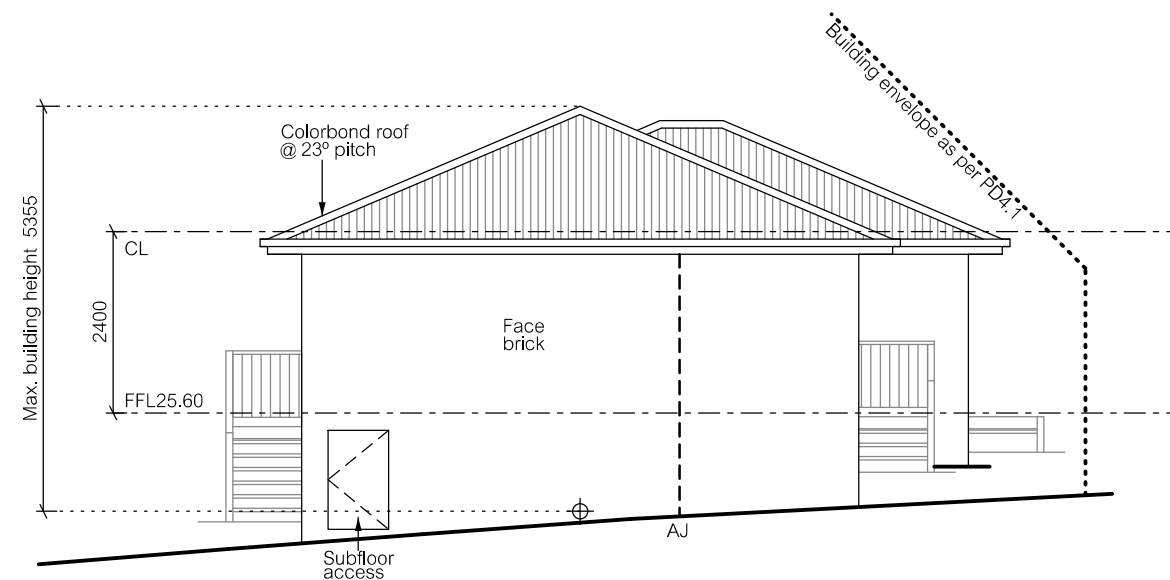 Building envelope as per PD4.1
Colorbond roof
@ 23° pitch
Max. building height 5355
CL
2400
Face
brick
FFL25.60
AJ
Subfloor
access